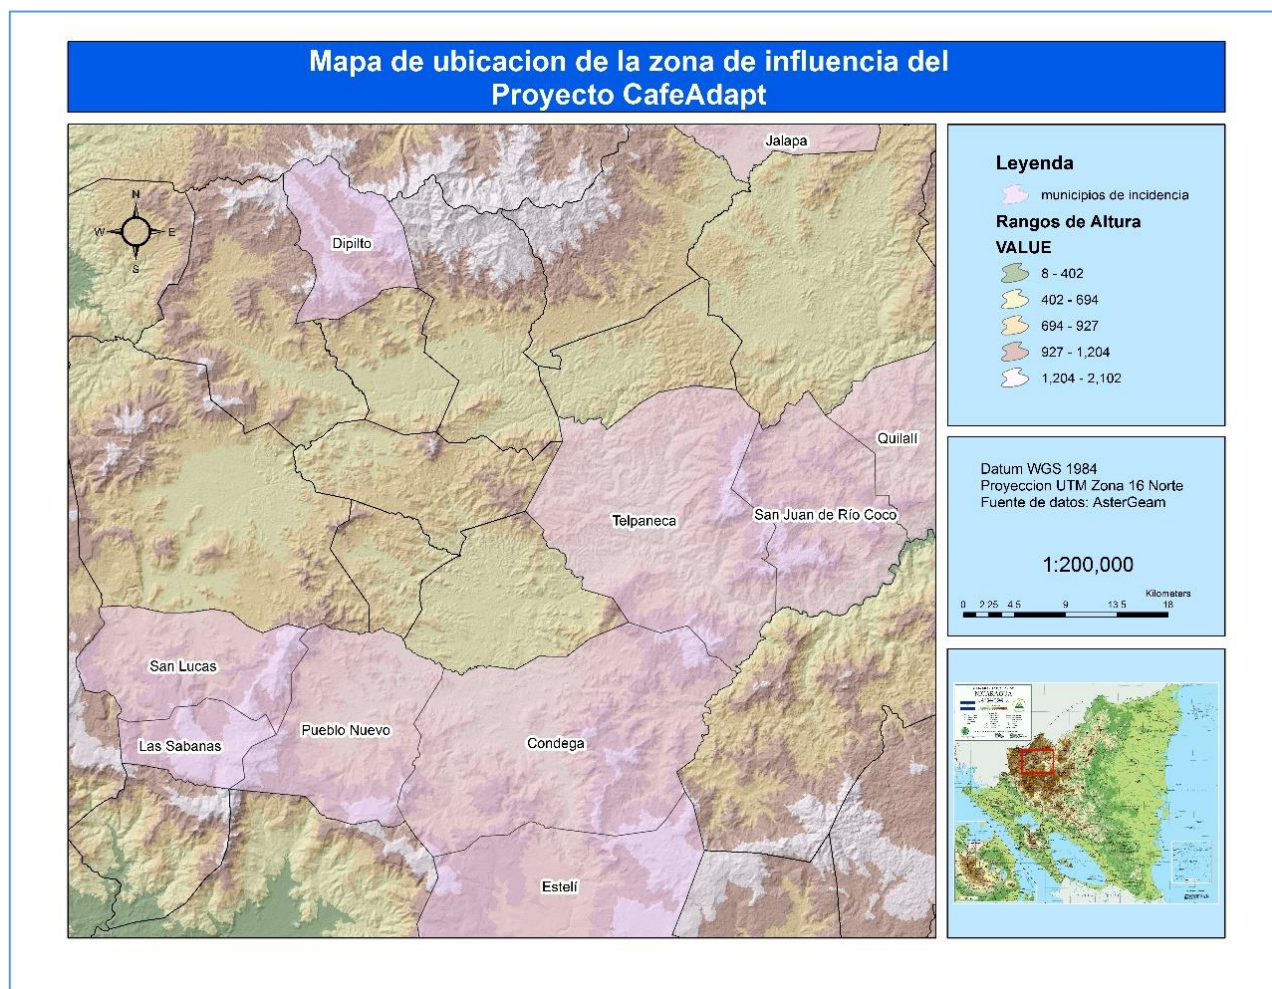 Mapa de ubicacion de la zona de influencia del
Proyecto CafeAdapt
Jalapa
N
W
E
S
Dipilto
Quilalí
Telpaneca
San Juan de Río Coco
San Lucas
Las Sabanas
Pueblo Nuevo
Condega
Estelí
Leyenda
municipios de incidencia
Rangos de Altura
VALUE
8 - 402
402 - 694
694 - 927
927 - 1,204
1,204 - 2,102
Datum WGS 1984
Proyeccion UTM Zona 16 Norte
Fuente de datos: AsterGeam
1:200,000
Kilometers
0 2.25 4.5 9 13.5 18
NICARAGUA